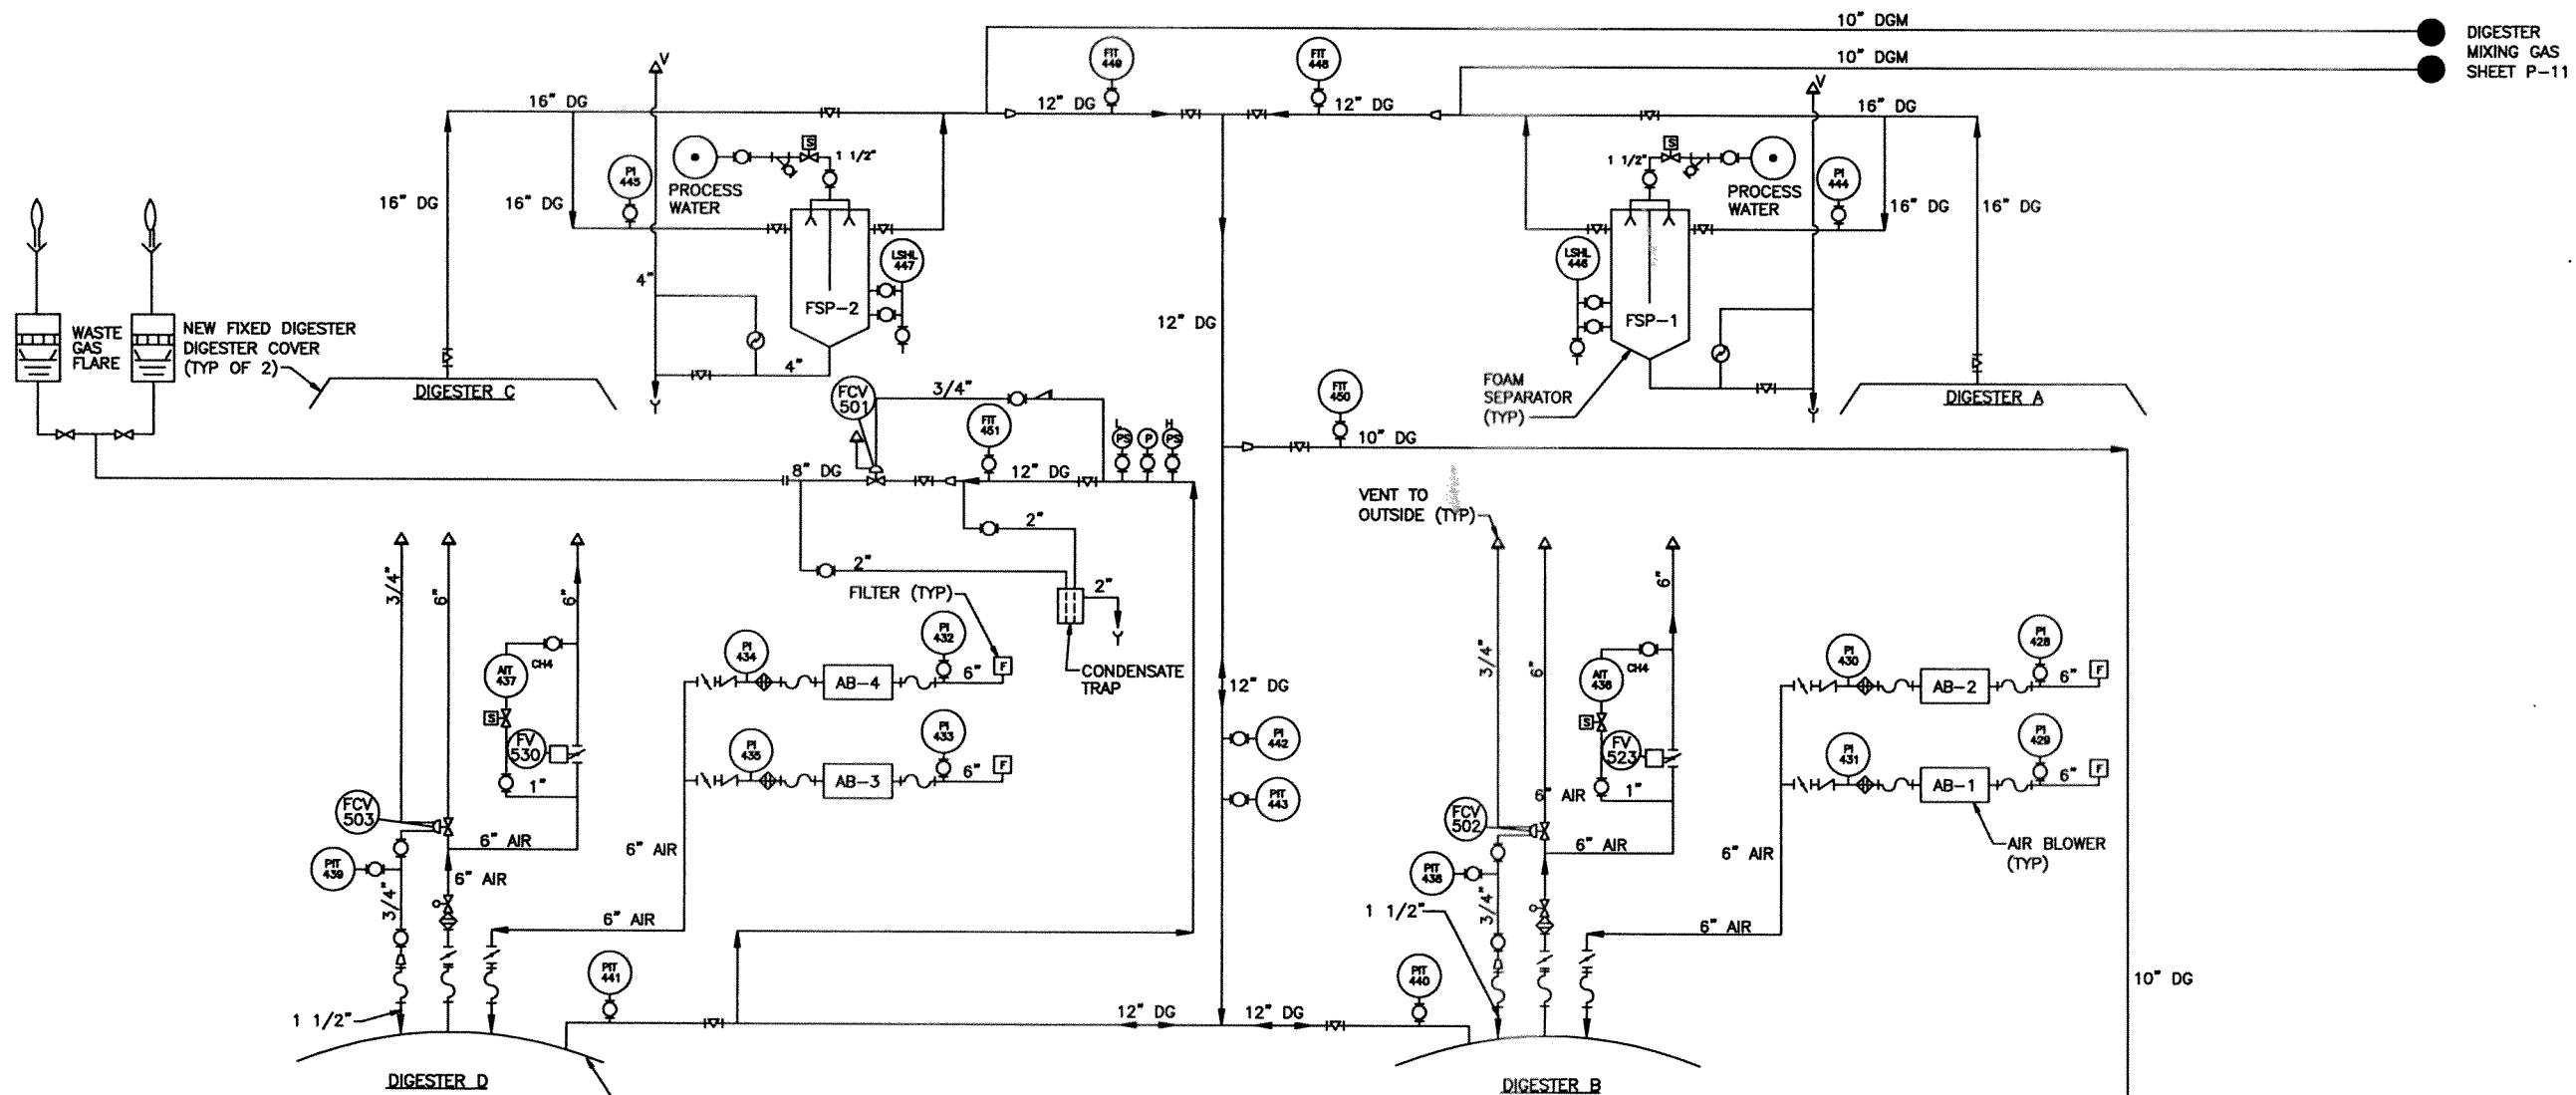 10" DGM
10" DGM
DIGESTER
MIXING GAS
SHEET P-11
V
FIT
449
FIT
448
V
16" DG
12" DG
12" DG
16" DG
S
1 1/2"
PROCESS
WATER
PI
445
S
1 1/2"
PROCESS
WATER
PI
444
16" DG
16" DG
16" DG
16" DG
LSHL
447
LSHL
446
4"
FSP-2
FSP-1
12" DG
WASTE
GAS
FLARE
NEW FIXED DIGESTER
DIGESTER COVER
(TYP OF 2)
4"
DIGESTER C
FOAM
SEPARATOR
(TYP)
DIGESTER A
FCV
501
3/4"
FIT
451
L
PS
P
H
PS
FIT
450
10" DG
8" DG
12" DG
VENT TO
OUTSIDE (TYP)
2"
2"
2"
FILTER (TYP)
CONDENSATE
TRAP
3/4"
6"
6"
AIT
437
CH4
S
FV
530
1"
FCV
503
6" AIR
PIT
439
6" AIR
3/4"
1 1/2"
PI
434
AB-4
PI
432
6"
F
PI
435
AB-3
PI
433
6"
F
6" AIR
6" AIR
12" DG
PI
442
PIT
443
3/4"
6"
6"
AIT
436
CH4
S
FV
523
6" AIR
1"
FCV
502
6" AIR
PIT
438
3/4"
1 1/2"
PI
430
AB-2
PI
428
6"
F
PI
431
AB-1
PI
429
6"
F
AIR BLOWER
(TYP)
6" AIR
6" AIR
PIT
441
PIT
440
12" DG
12" DG
10" DG
DIGESTER D
DIGESTER B